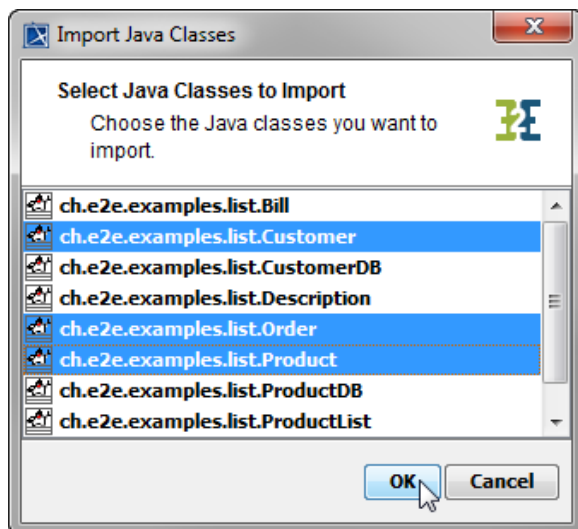 Import Java Classes
Select Java Classes to Import
Choose the Java classes you want to
import.
E2E
ch.e2e.examples.list.Bill
ch.e2e.examples.list.Customer
ch.e2e.examples.list.CustomerDB
ch.e2e.examples.list.Description
ch.e2e.examples.list.Order
ch.e2e.examples.list.Product
ch.e2e.examples.list.ProductDB
ch.e2e.examples.list.ProductList
OK
Cancel